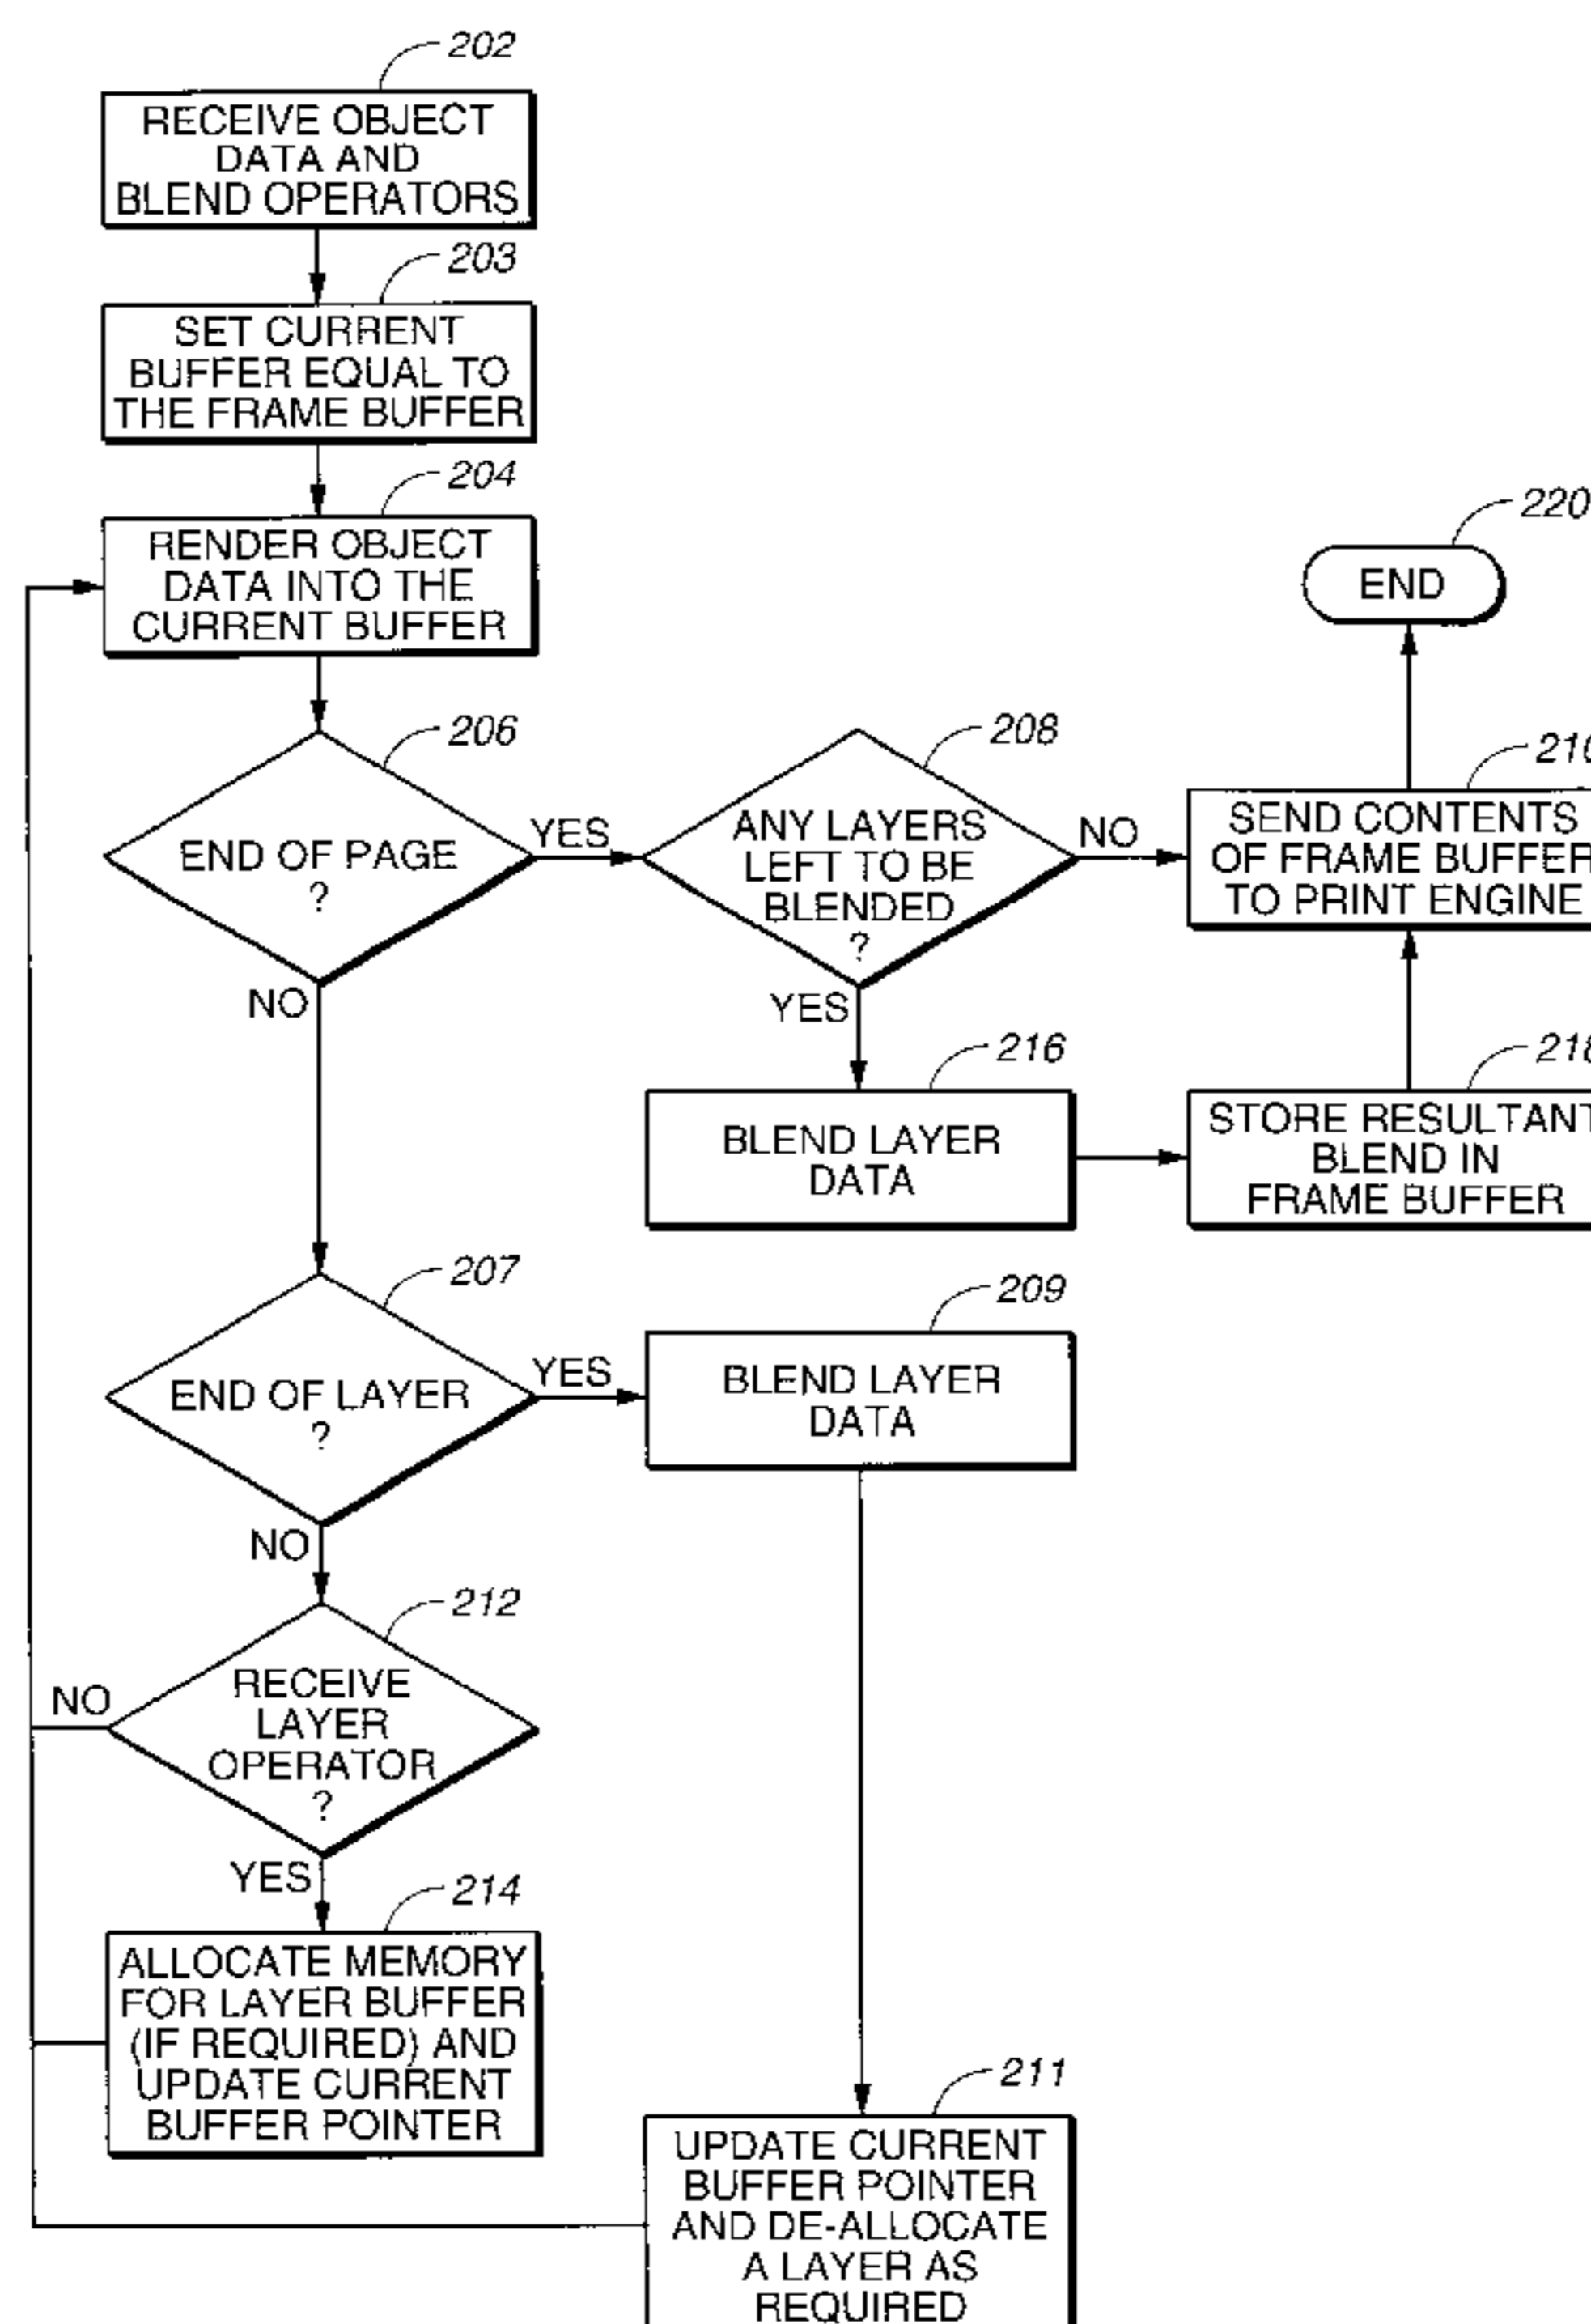 202
RECEIVE OBJECT
DATA AND
BLEND OPERATORS
203
SET CURRENT
BUFFER EQUAL TO
THE FRAME BUFFER
204
RENDER OBJECT
DATA INTO THE
CURRENT BUFFER
220
END
206
END OF PAGE
?
YES
NO
208
ANY LAYERS
LEFT TO BE
BLENDED
?
NO
YES
210
SEND CONTENTS
OF FRAME BUFFER
TO PRINT ENGINE
216
BLEND LAYER
DATA
218
STORE RESULTANT
BLEND IN
FRAME BUFFER
207
END OF LAYER
?
YES
NO
209
BLEND LAYER
DATA
212
RECEIVE
LAYER
OPERATOR
?
NO
YES
214
ALLOCATE MEMORY
FOR LAYER BUFFER
(IF REQUIRED) AND
UPDATE CURRENT
BUFFER POINTER
211
UPDATE CURRENT
BUFFER POINTER
AND DE-ALLOCATE
A LAYER AS
REQUIRED